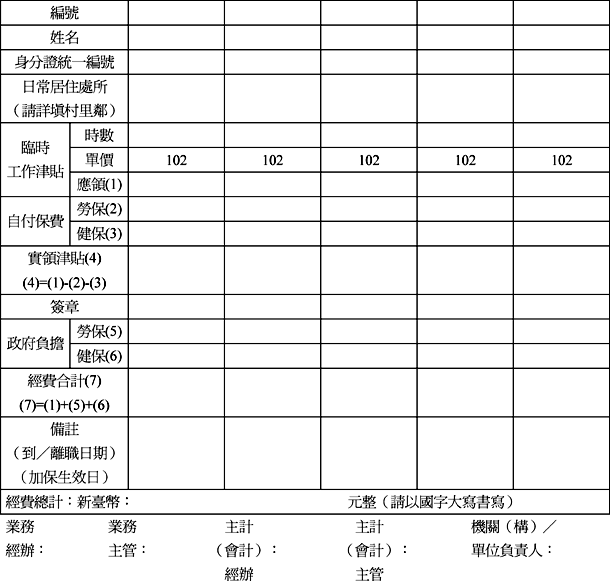 編號
姓名
身分證統一編號
日常居住處所
（請詳塡村里鄰）
臨時
工作津貼
時數
單價 102 102 102 102 102
應領(1)
自付保費
勞保(2)
健保(3)
實領津貼(4)
(4)=(1)-(2)-(3)
簽章
政府負擔
勞保(5)
健保(6)
經費合計(7)
(7)=(1)+(5)+(6)
備註
（到／離職日期）
（加保生效日）
經費總計：新臺幣： 元整（請以國字大寫書寫）
業務 業務 主計 主計 機關（構）／
經辦： 主管： （會計）： （會計）： 單位負責人：
經辦 主管